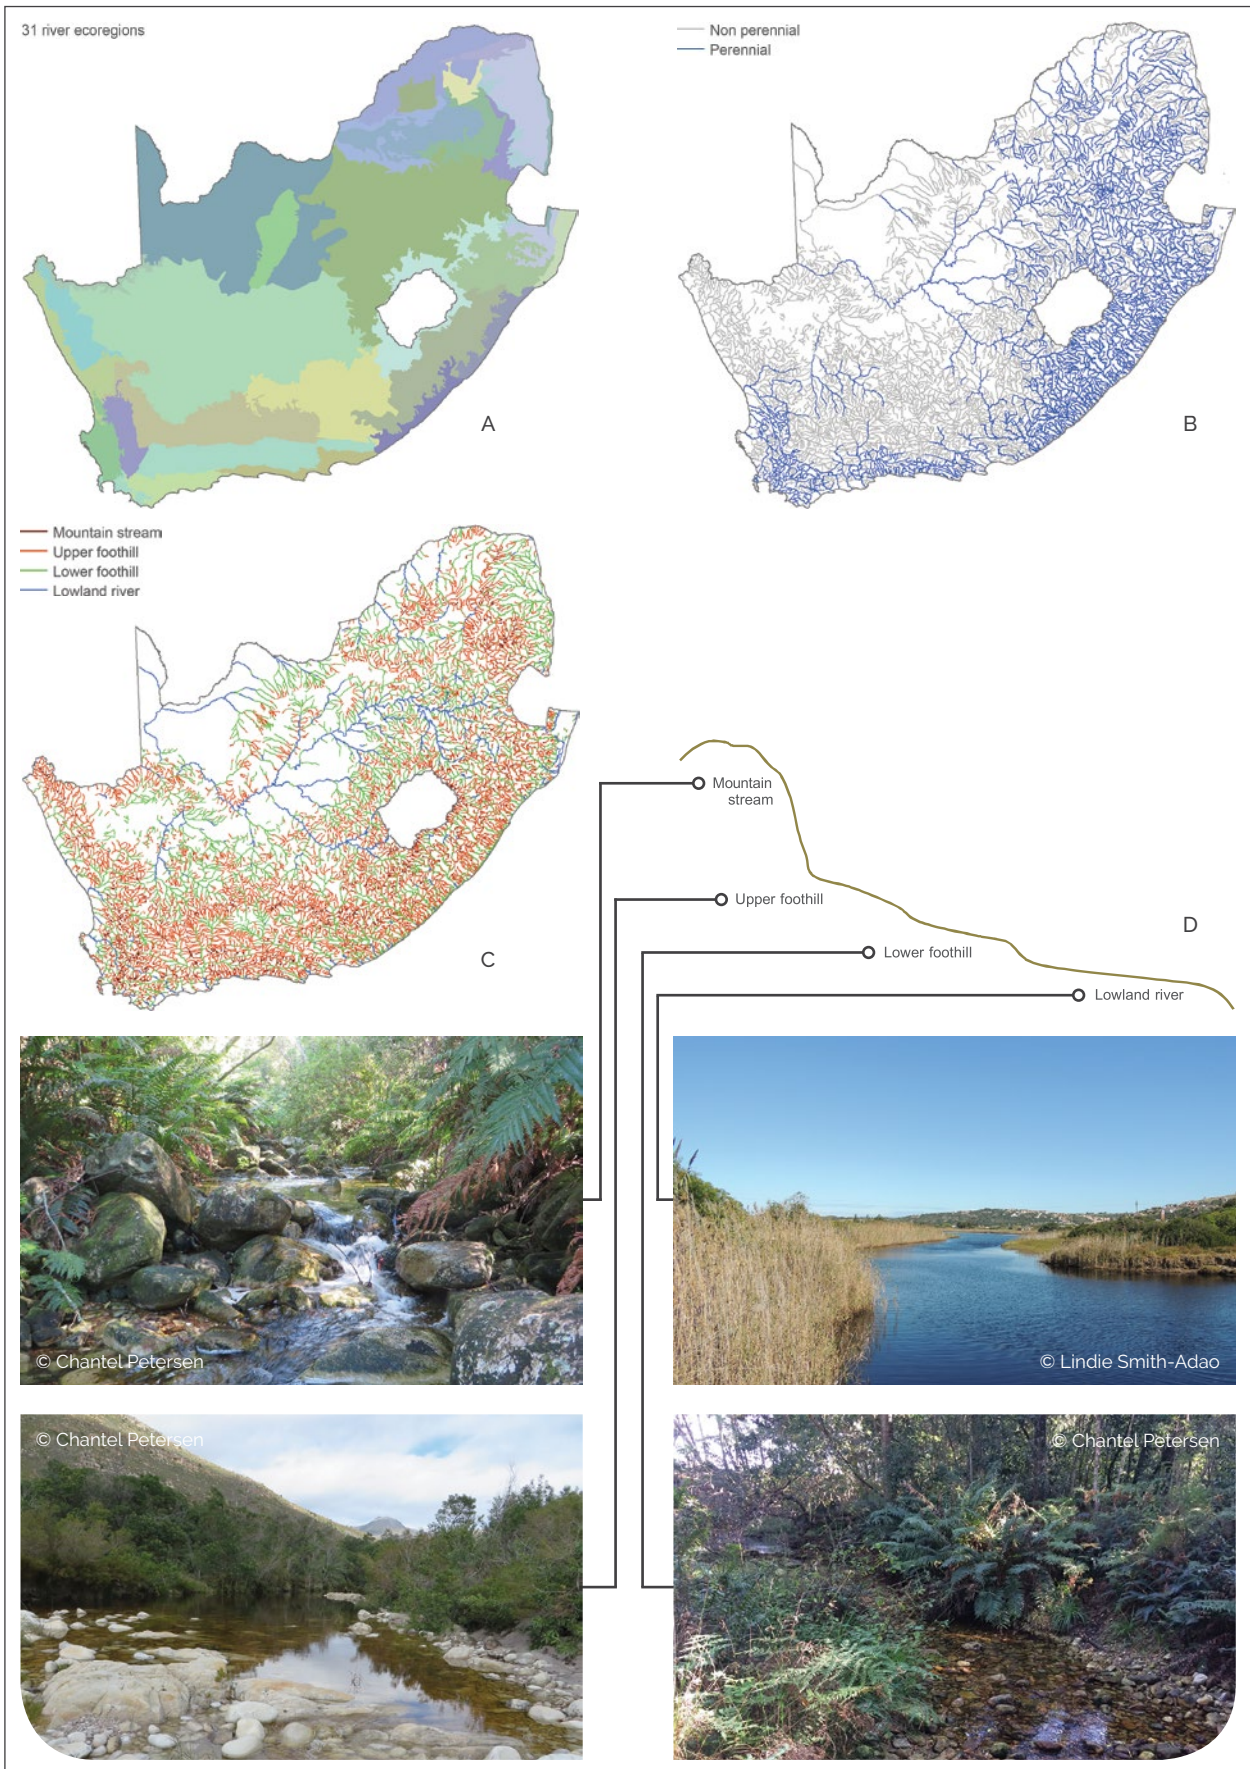 31 river ecoregions
A
Non perennial
Perennial
B
Mountain stream
Upper foothill
Lower foothill
Lowland river
C
Mountain
stream
Upper foothill
Lower foothill
Lowland river
D
© Chantel Petersen
© Lindie Smith-Adao
© Chantel Petersen
© Chantel Petersen